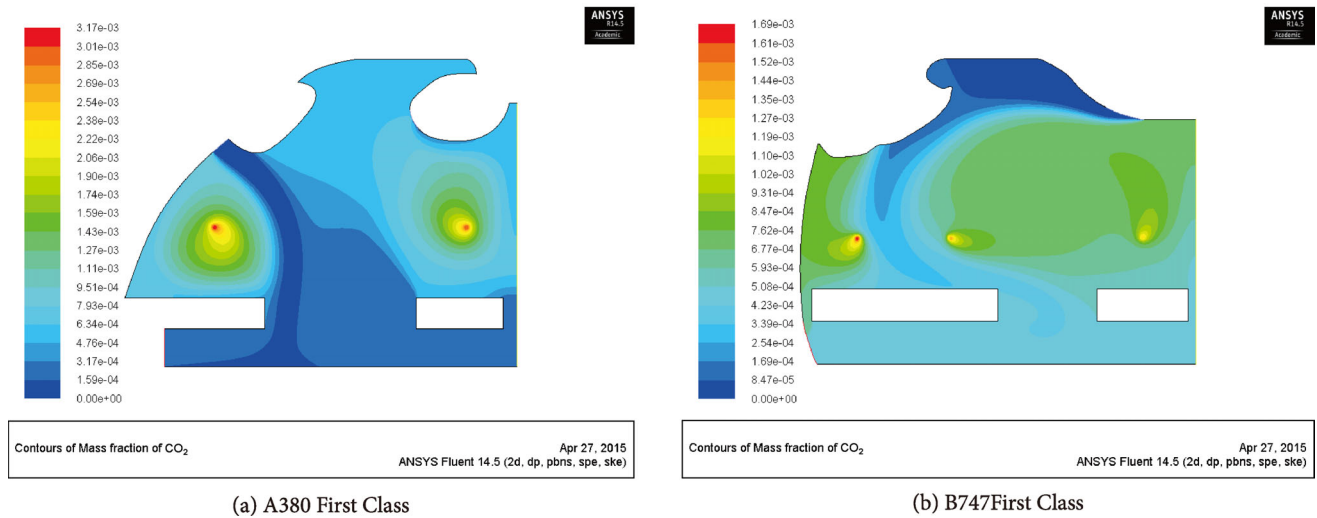 ANSYS
R14.5
Academic
3.17e-03
3.01e-03
2.85e-03
2.69e-03
2.54e-03
2.38e-03
2.22e-03
2.06e-03
1.90e-03
1.74e-03
1.59e-03
1.43e-03
1.27e-03
1.11e-03
9.51e-04
7.93e-04
6.34e-04
4.76e-04
3.17e-04
1.59e-04
0.00e+00
Contours of Mass fraction of CO₂
Apr 27, 2015
ANSYS Fluent 14.5 (2d, dp, pbns, spe, ske)
(a) A380 First Class
ANSYS
R14.5
Academic
1.69e-03
1.61e-03
1.52e-03
1.44e-03
1.35e-03
1.27e-03
1.19e-03
1.10e-03
1.02e-03
9.31e-04
8.47e-04
7.62e-04
6.77e-04
5.93e-04
5.08e-04
4.23e-04
3.39e-04
2.54e-04
1.69e-04
8.47e-05
0.00e+00
Contours of Mass fraction of CO₂
Apr 27, 2015
ANSYS Fluent 14.5 (2d, dp, pbns, spe, ske)
(b) B747First Class